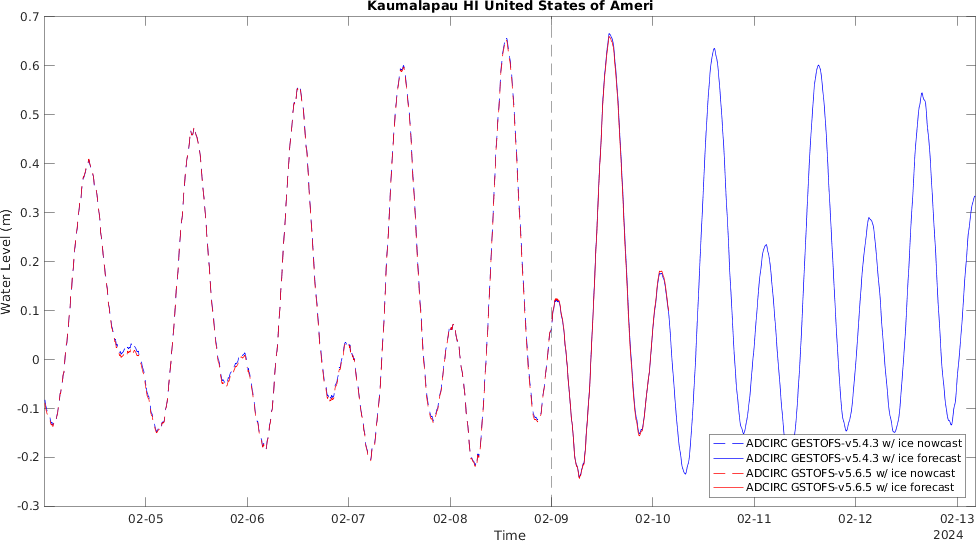 Kaumalapau HI United States of Ameri
0.7
0.6
0.5
0.4
0.3
0.2
0.1
0
-0.1
-0.2
-0.3
Water Level (m)
ADCIRC GESTOFS-v5.4.3 w/ ice nowcast
ADCIRC GESTOFS-v5.4.3 w/ ice forecast
ADCIRC GSTOFS-v5.6.5 w/ ice nowcast
ADCIRC GSTOFS-v5.6.5 w/ ice forecast
02-05 02-06 02-07 02-08 02-09 02-10 02-11 02-12 02-13
Time
2024